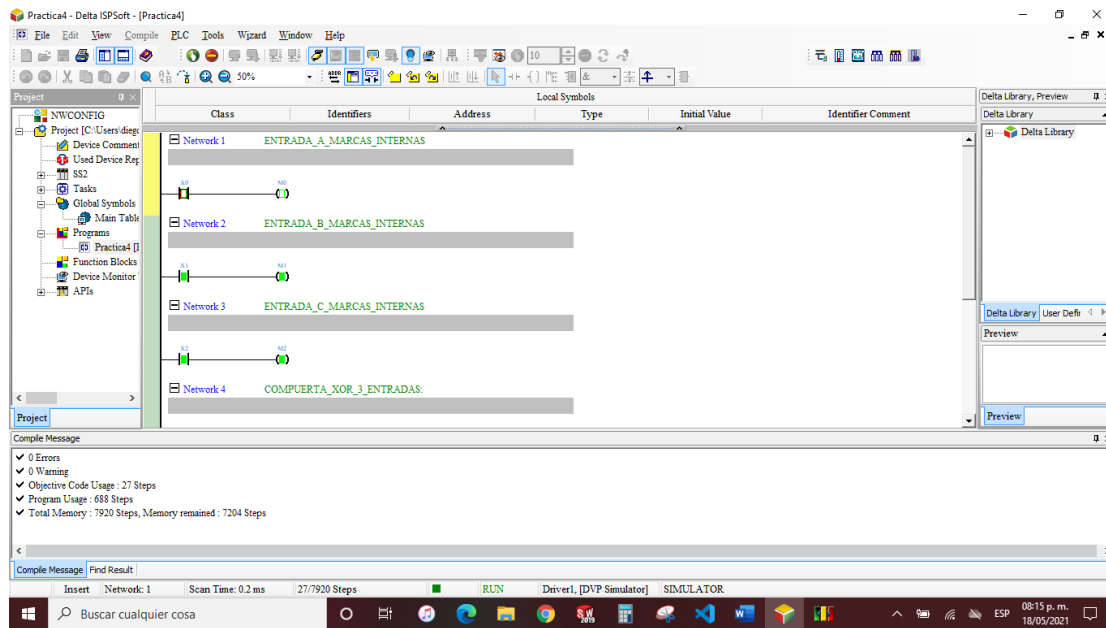 Practica4 - Delta ISPSoft - [Practica4]
File Edit View Compile PLC Tools Wizard Window Help
10
50%
&
Project
Local Symbols
Delta Library, Preview
NWCONFIG
Class Identifiers Address Type Initial Value Identifier Comment
Delta Library
Project [C:\Users\diego
Delta Library
Device Comment
Used Device Rep
SS2
Tasks
Global Symbols
Main Table
Programs
Practica4 [I
Function Blocks
Device Monitor
APIs
Network 1 ENTRADA_A_MARCAS_INTERNAS
X0 M0
Network 2 ENTRADA_B_MARCAS_INTERNAS
X1 M1
Network 3 ENTRADA_C_MARCAS_INTERNAS
X2 M2
Network 4 COMPUERTA_XOR_3_ENTRADAS:
Delta Library User Defir
Preview
Preview
Project
Compile Message
0 Errors
0 Warning
Objective Code Usage : 27 Steps
Program Usage : 688 Steps
Total Memory : 7920 Steps, Memory remained : 7204 Steps
Compile Message Find Result
Insert Network: 1 Scan Time: 0.2 ms 27/7920 Steps RUN Driver1, [DVP Simulator] SIMULATOR
Buscar cualquier cosa
ESP
08:15 p. m.
18/05/2021